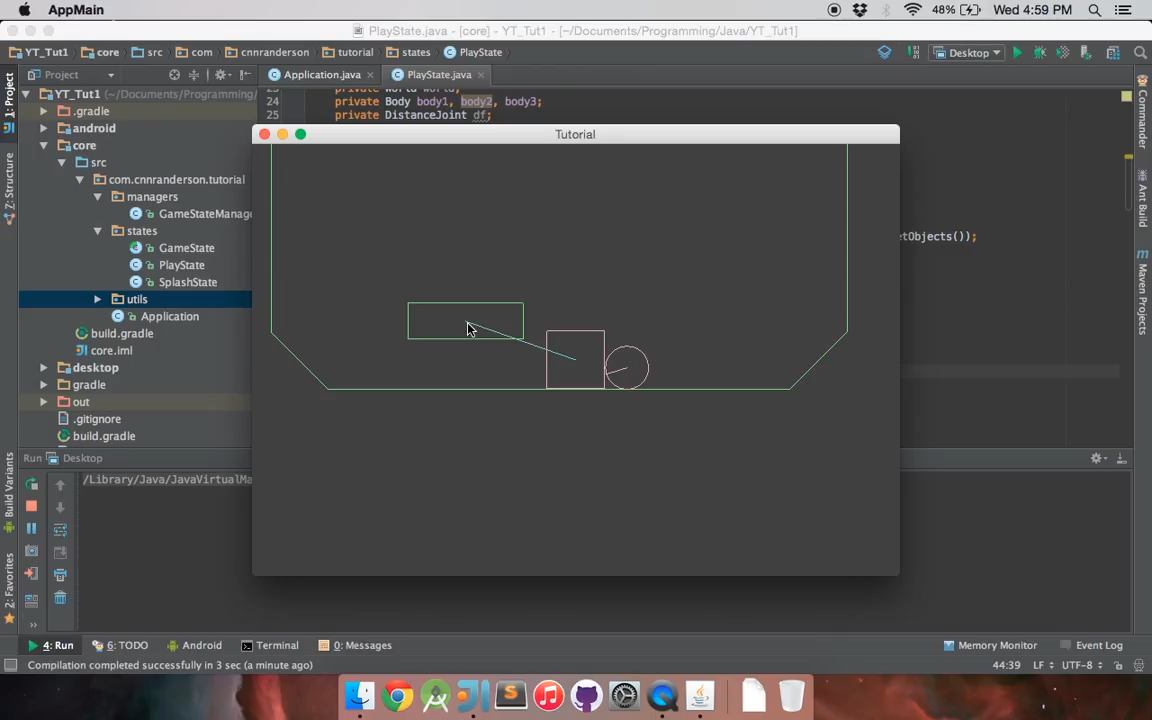 AppMain
48%
Wed 4:59 PM
PlayState.java - [core] - [~/Documents/Programming/Java/YT_Tut1]
YT_Tut1 core src com cnnranderson tutorial states PlayState
Desktop
Project
Application.java
PlayState.java
YT_Tut1 (~/Documents/Programming/
.gradle
android
core
src
com.cnnranderson.tutorial
managers
GameStateManage
states
GameState
PlayState
SplashState
utils
Application
build.gradle
core.iml
desktop
gradle
out
.gitignore
build.gradle
24 private Body body1, body2, body3;
25 private DistanceJoint df;
Tutorial
etObjects());
1: Project
7: Structure
Build Variants
2: Favorites
Commander
Ant Build
Maven Projects
Run Desktop
/Library/Java/JavaVirtualMa
4: Run
6: TODO
Android
Terminal
0: Messages
Memory Monitor
Event Log
Compilation completed successfully in 3 sec (a minute ago)
44:39
LF
UTF-8